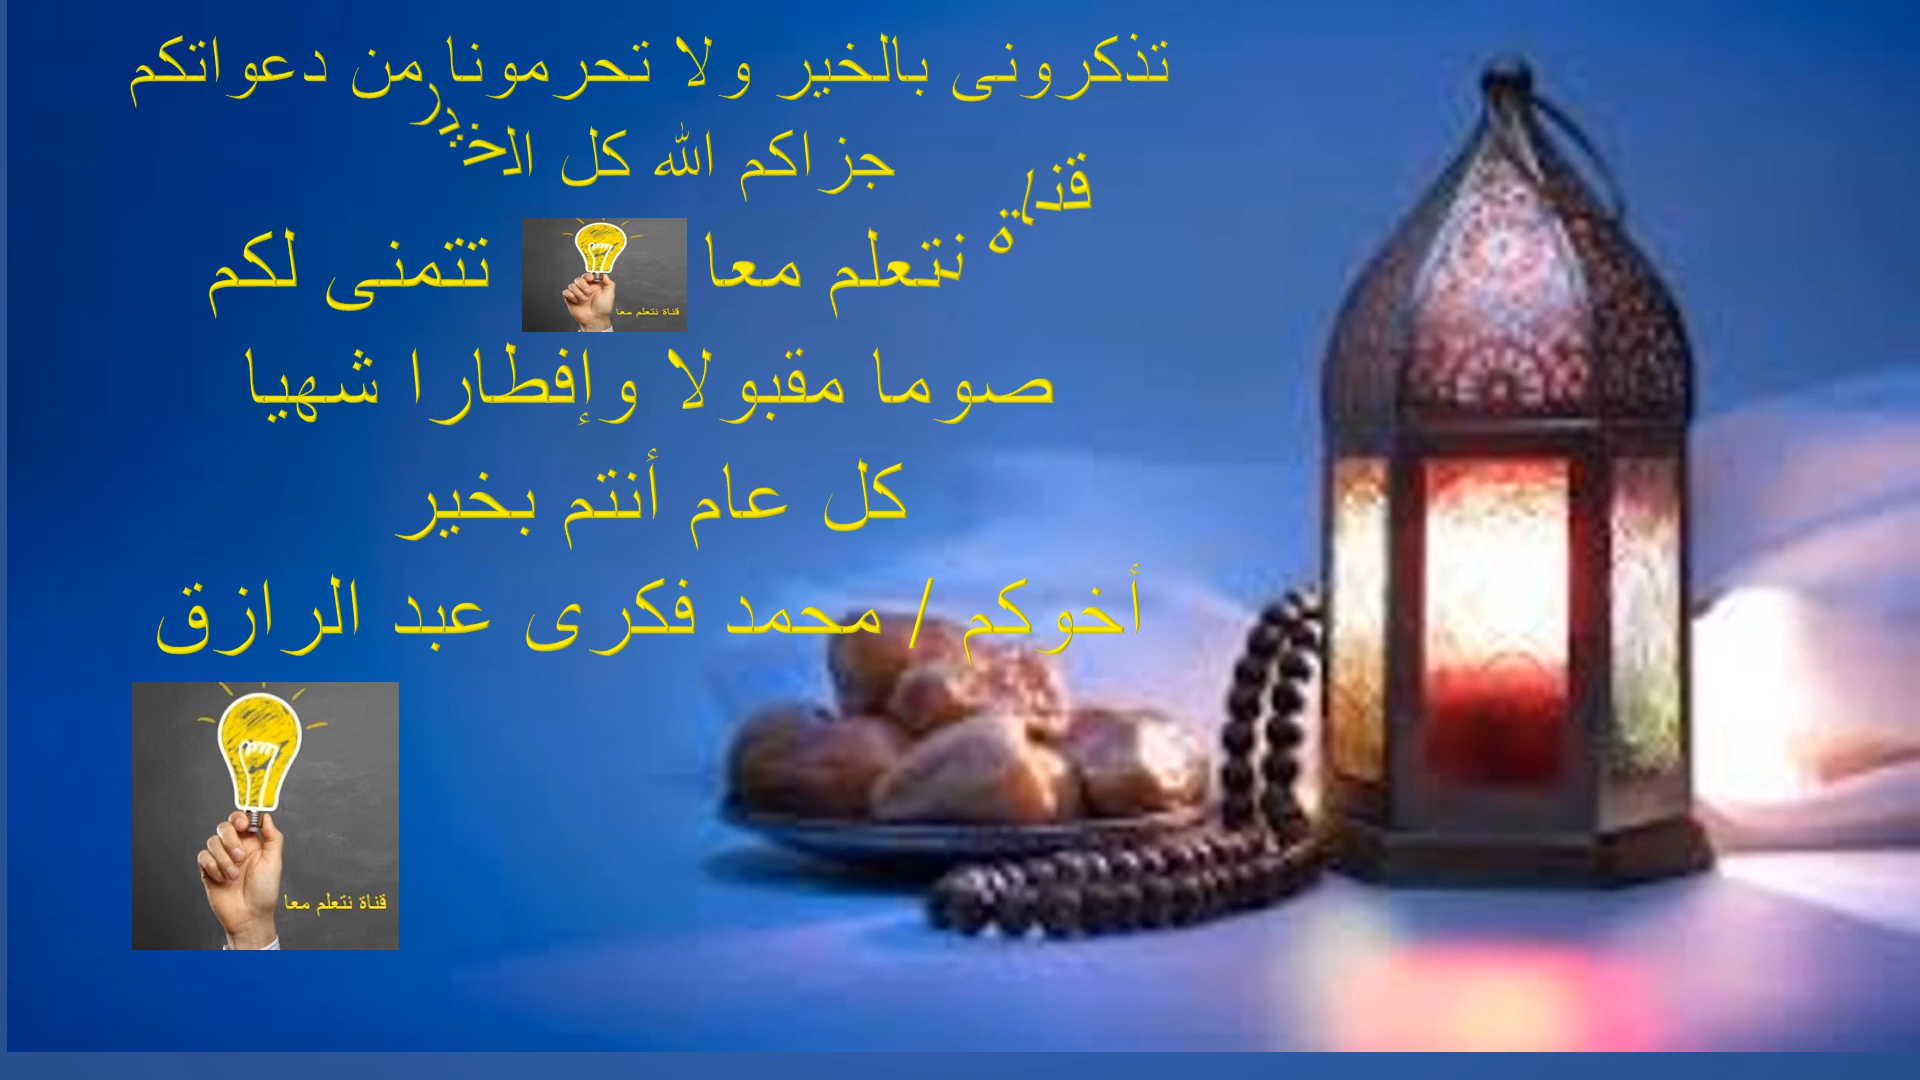 تذكرونى بالخير ولا تحرمونا من دعواتكم
جزاكم الله كل الخير
قناة نتعلم معا تتمنى لكم
قناة نتعلم معا
صوما مقبولا وإفطارا شهيا
كل عام أنتم بخير
أخوكم / محمد فكرى عبد الرازق
قناة نتعلم معا